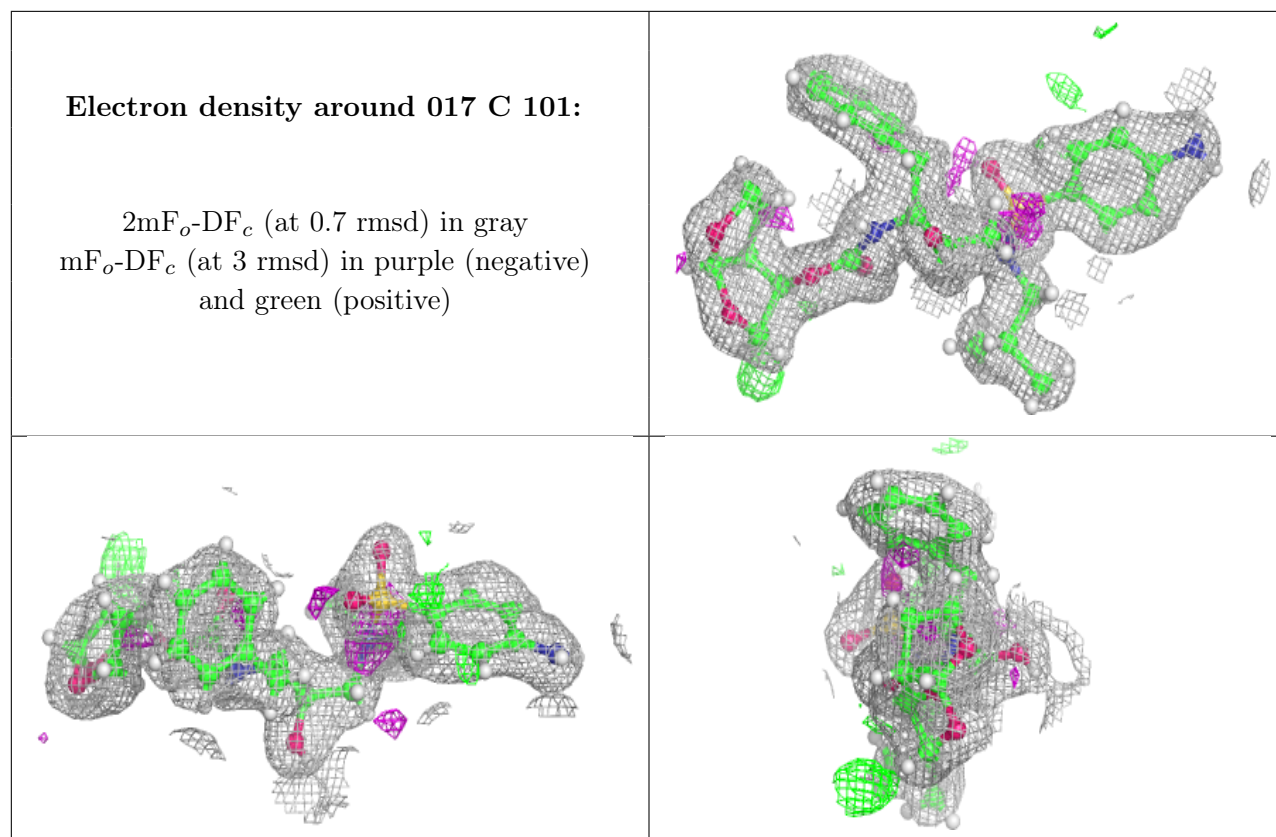 Electron density around 017 C 101:
2mFo-DFc (at 0.7 rmsd) in gray
mFo-DFc (at 3 rmsd) in purple (negative)
and green (positive)